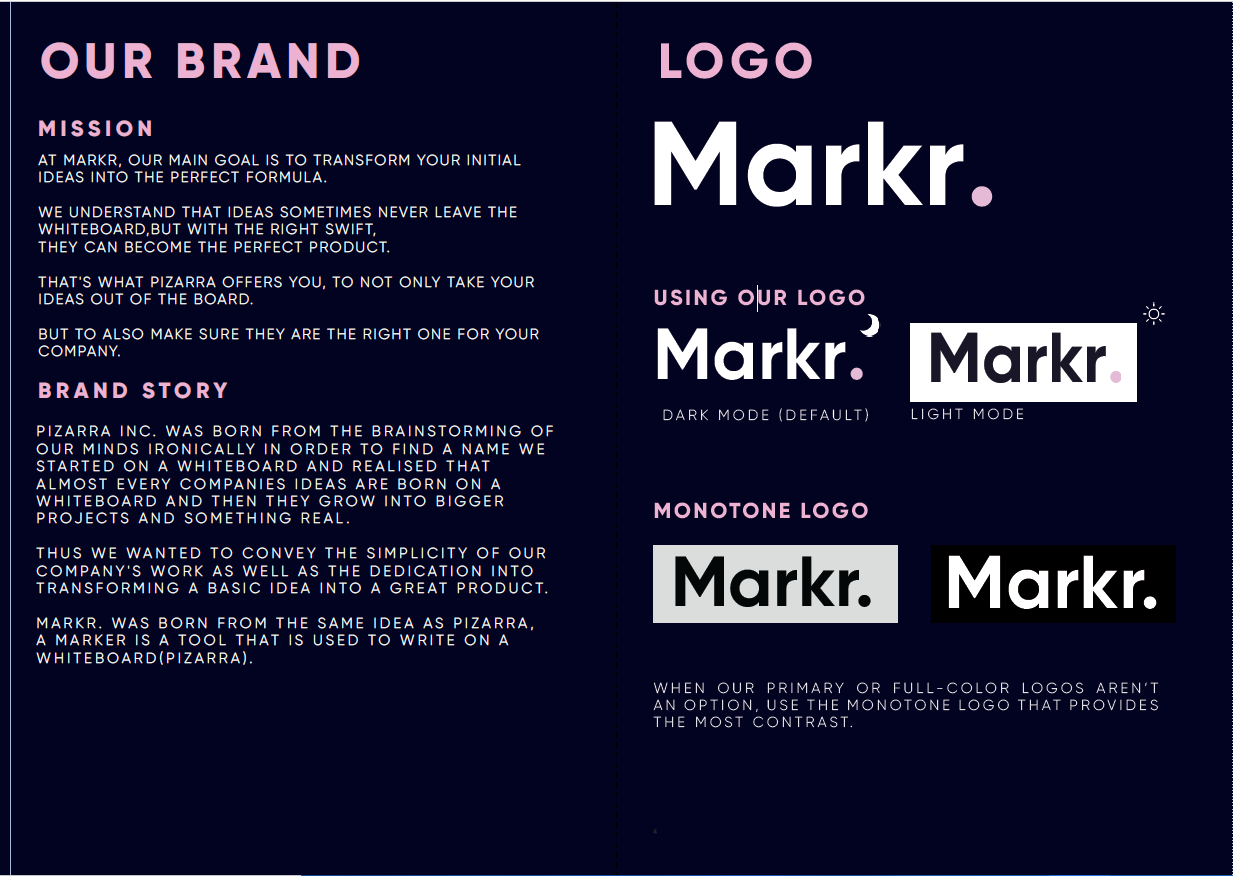 OUR BRAND
MISSION
AT MARKR, OUR MAIN GOAL IS TO TRANSFORM YOUR INITIAL
IDEAS INTO THE PERFECT FORMULA.
WE UNDERSTAND THAT IDEAS SOMETIMES NEVER LEAVE THE
WHITEBOARD,BUT WITH THE RIGHT SWIFT,
THEY CAN BECOME THE PERFECT PRODUCT.
THAT'S WHAT PIZARRA OFFERS YOU, TO NOT ONLY TAKE YOUR
IDEAS OUT OF THE BOARD.
BUT TO ALSO MAKE SURE THEY ARE THE RIGHT ONE FOR YOUR
COMPANY.
BRAND STORY
PIZARRA INC. WAS BORN FROM THE BRAINSTORMING OF
OUR MINDS IRONICALLY IN ORDER TO FIND A NAME WE
STARTED ON A WHITEBOARD AND REALISED THAT
ALMOST EVERY COMPANIES IDEAS ARE BORN ON A
WHITEBOARD AND THEN THEY GROW INTO BIGGER
PROJECTS AND SOMETHING REAL.
THUS WE WANTED TO CONVEY THE SIMPLICITY OF OUR
COMPANY'S WORK AS WELL AS THE DEDICATION INTO
TRANSFORMING A BASIC IDEA INTO A GREAT PRODUCT.
MARKR. WAS BORN FROM THE SAME IDEA AS PIZARRA,
A MARKER IS A TOOL THAT IS USED TO WRITE ON A
WHITEBOARD(PIZARRA).
LOGO
Markr.
USING OUR LOGO
Markr.
Markr.
DARK MODE (DEFAULT)
LIGHT MODE
MONOTONE LOGO
Markr.
Markr.
WHEN OUR PRIMARY OR FULL-COLOR LOGOS AREN'T
AN OPTION, USE THE MONOTONE LOGO THAT PROVIDES
THE MOST CONTRAST.